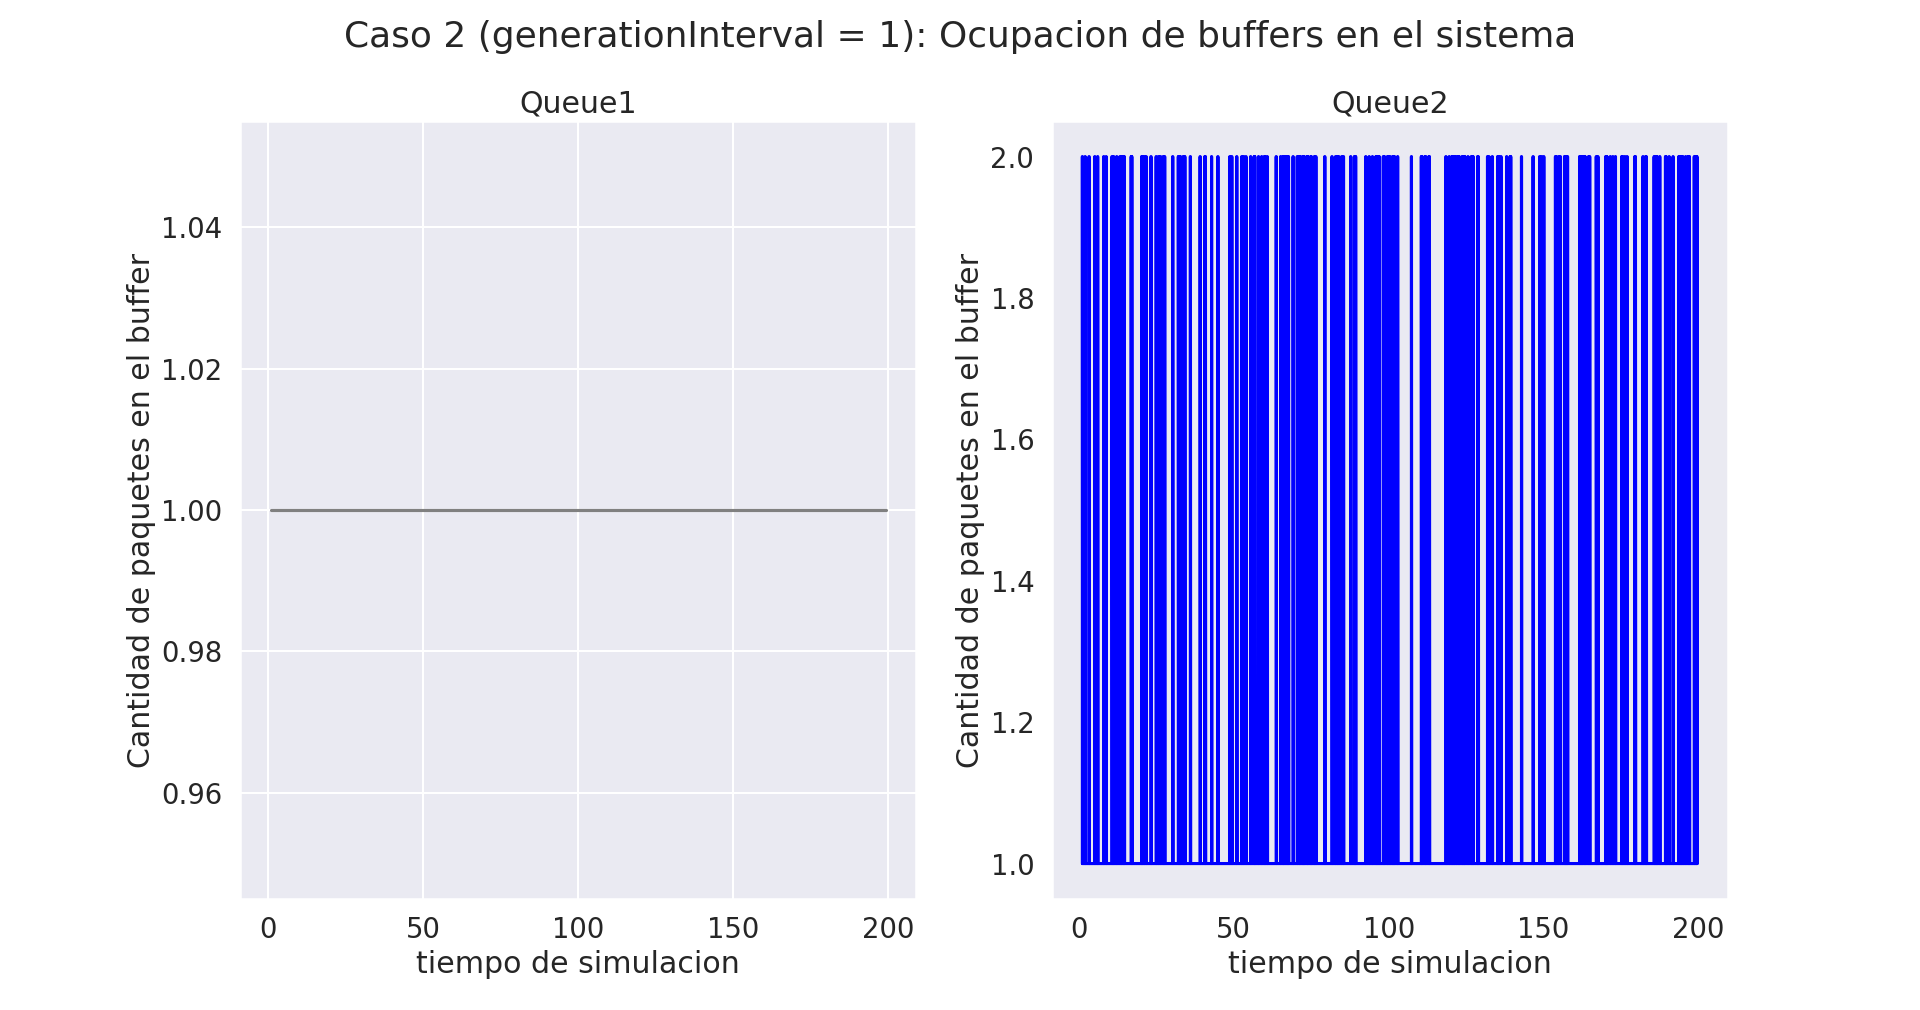 Caso 2 (generationInterval = 1): Ocupacion de buffers en el sistema
Queue1
Cantidad de paquetes en el buffer
1.04
1.02
1.00
0.98
0.96
0 50 100 150 200
tiempo de simulacion
Queue2
Cantidad de paquetes en el buffer
2.0
1.8
1.6
1.4
1.2
1.0
0 50 100 150 200
tiempo de simulacion